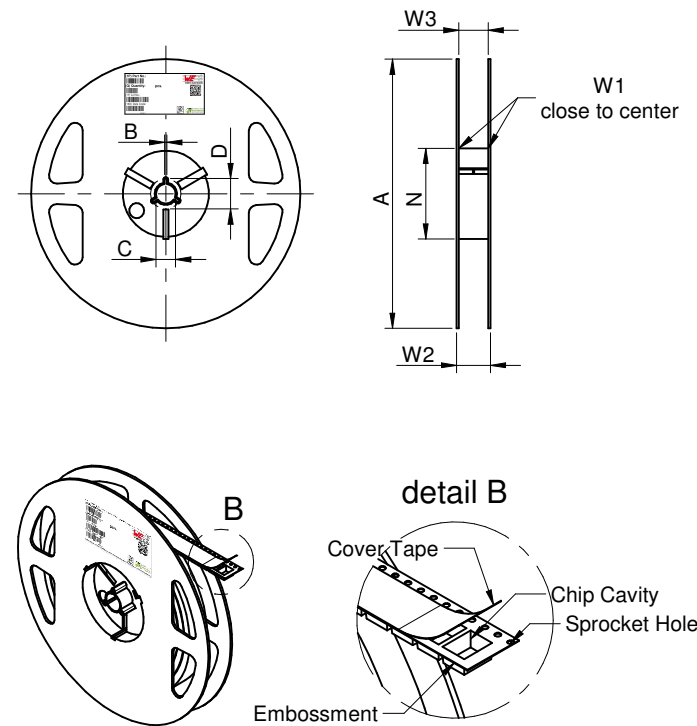 W3
W1
close to center
B
D
C
A
N
W2
B
detail B
Cover Tape
Chip Cavity
Sprocket Hole
Embossment